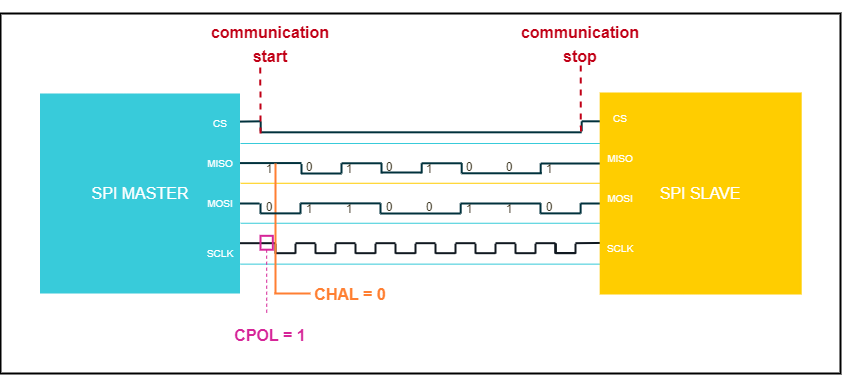 communication
start
communication
stop
CS
CS
MISO
1 0 1 0 1 0 0 1
MISO
SPI MASTER
SPI SLAVE
MOSI
0 1 1 0 0 1 1 0
MOSI
SCLK
SCLK
CHAL = 0
CPOL = 1